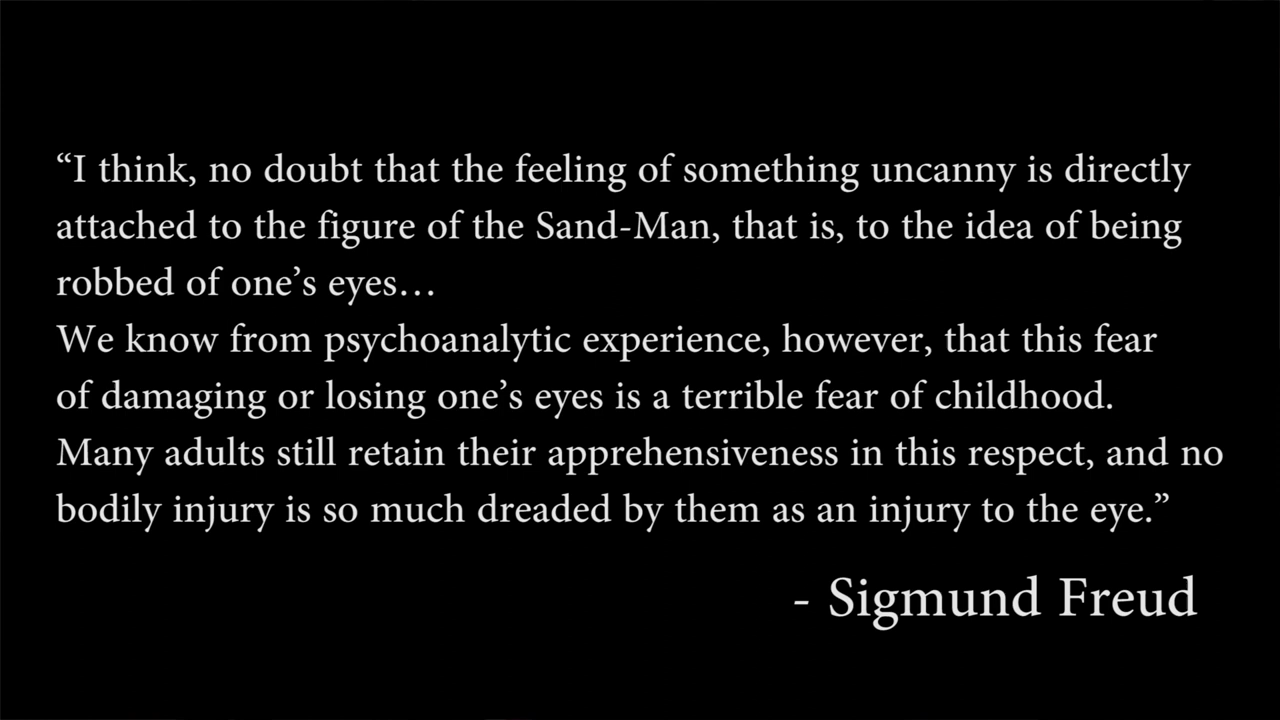 “I think, no doubt that the feeling of something uncanny is directly
attached to the figure of the Sand-Man, that is, to the idea of being
robbed of one’s eyes…
We know from psychoanalytic experience, however, that this fear
of damaging or losing one’s eyes is a terrible fear of childhood.
Many adults still retain their apprehensiveness in this respect, and no
bodily injury is so much dreaded by them as an injury to the eye.”
- Sigmund Freud